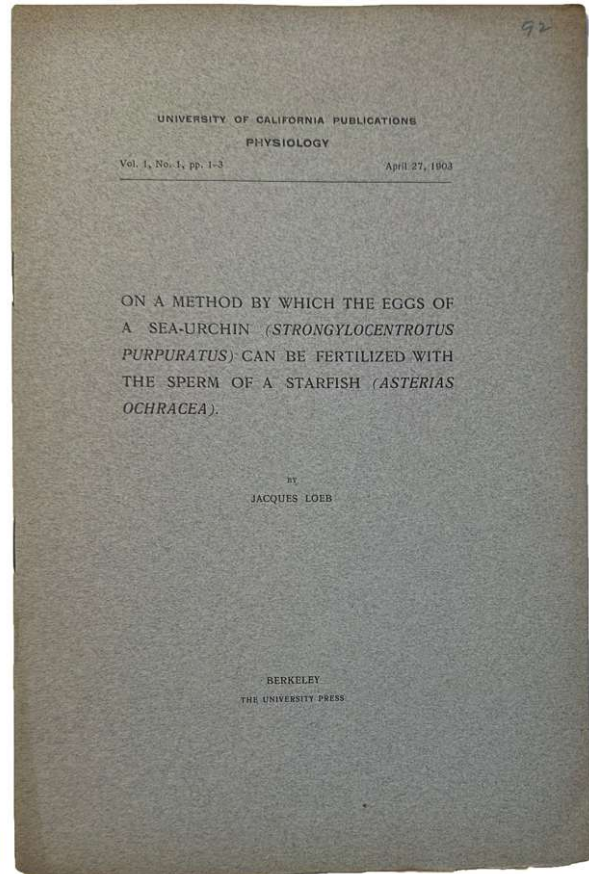 92
UNIVERSITY OF CALIFORNIA PUBLICATIONS
PHYSIOLOGY
Vol. 1, No. 1, pp. 1-3 April 27, 1903
ON A METHOD BY WHICH THE EGGS OF
A SEA-URCHIN (STRONGYLOCENTROTUS
PURPURATUS) CAN BE FERTILIZED WITH
THE SPERM OF A STARFISH (ASTERIAS
OCHRACEA).
BY
JACQUES LOEB
BERKELEY
THE UNIVERSITY PRESS